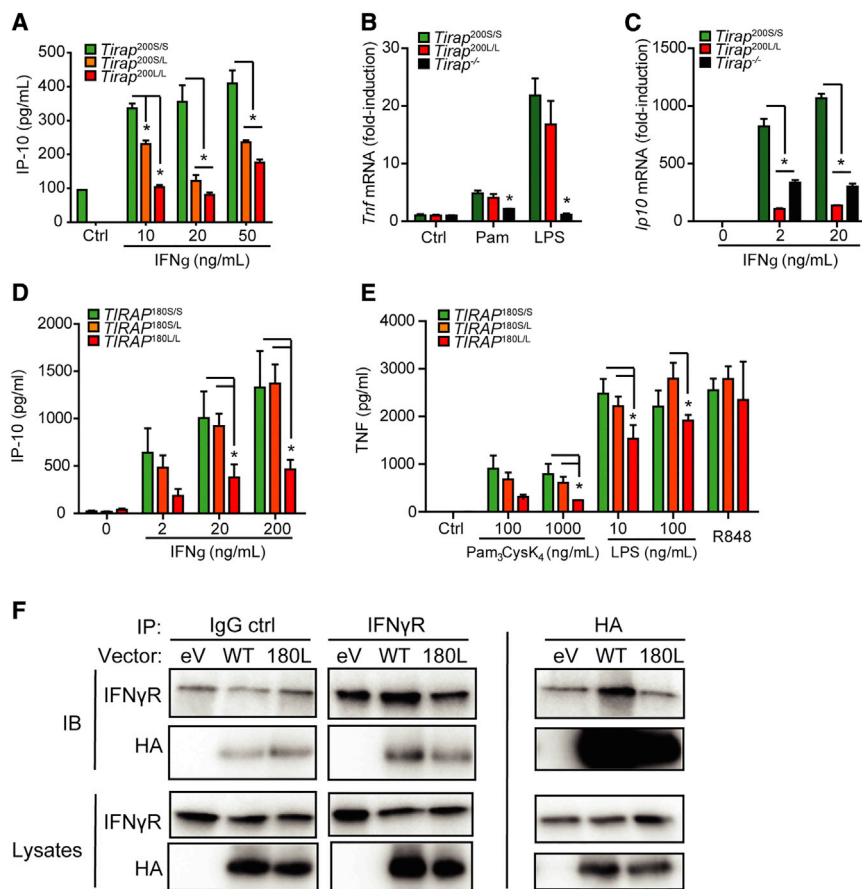 A
Tirap200S/S
Tirap200S/L
Tirap200L/L
IP-10 (pg/mL)
500
400
300
200
100
0
*
*
*
*
Ctrl
10
20
50
IFNg (ng/mL)
B
Tirap200S/S
Tirap200L/L
Tirap-/-
Tnf mRNA (fold-induction)
30
20
10
0
*
*
Ctrl
Pam
LPS
C
Tirap200S/S
Tirap200L/L
Tirap-/-
Ip10 mRNA (fold-induction)
1500
1000
500
0
*
*
0
2
20
IFNg (ng/mL)
D
TIRAP180S/S
TIRAP180S/L
TIRAP180L/L
IP-10 (pg/ml)
2000
1500
1000
500
0
*
*
0
2
20
200
IFNg (ng/mL)
E
TIRAP180S/S
TIRAP180S/L
TIRAP180L/L
TNF (pg/ml)
4000
3000
2000
1000
0
*
*
*
Ctrl
100
1000
10
100
R848
Pam3CysK4 (ng/mL)
LPS (ng/mL)
F
IP:
IgG ctrl
IFNγR
HA
Vector:
eV WT 180L
eV WT 180L
eV WT 180L
IB
IFNγR
HA
Lysates
IFNγR
HA